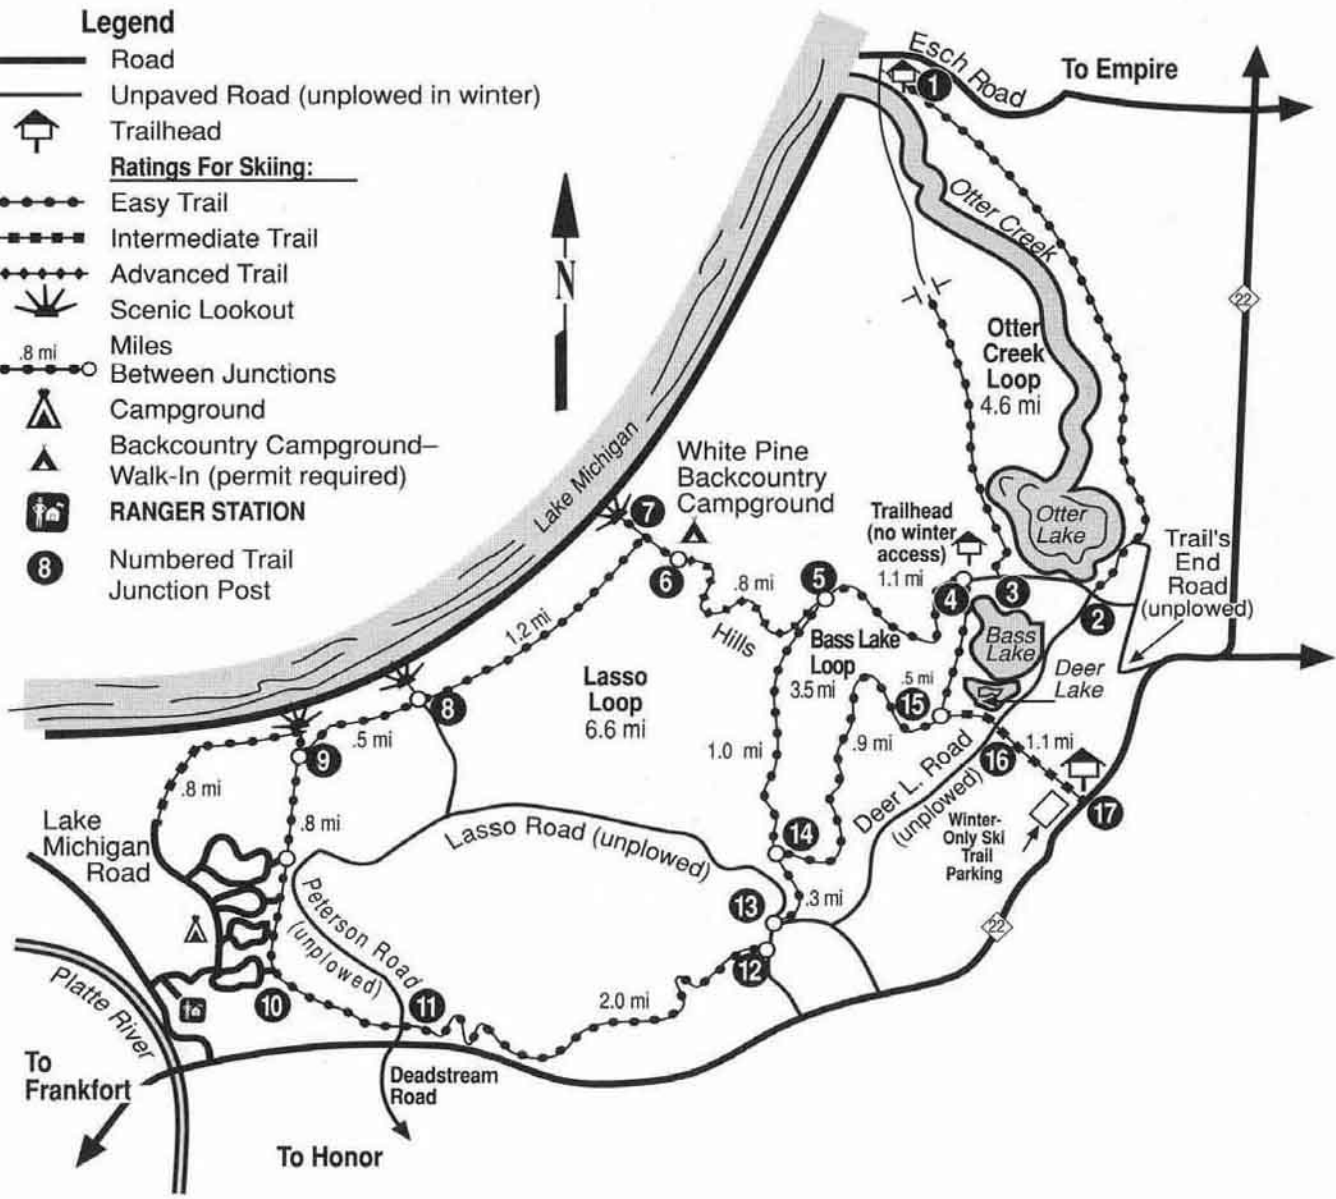 Legend
Road
Unpaved Road (unplowed in winter)
Trailhead
Ratings For Skiing:
Easy Trail
Intermediate Trail
Advanced Trail
Scenic Lookout
.8 mi
Miles
Between Junctions
Campground
Backcountry Campground–
Walk-In (permit required)
RANGER STATION
8
Numbered Trail
Junction Post
N
Esch Road
To Empire
1
Otter Creek
22
Otter
Creek
Loop
4.6 mi
Lake Michigan
White Pine
Backcountry
Campground
7
6
.8 mi
Hills
5
Trailhead
(no winter
access)
1.1 mi
4
3
Otter
Lake
2
Trail's
End
Road
(unplowed)
Bass
Lake
Deer
Lake
Bass Lake
Loop
3.5 mi
.5 mi
15
1.2 mi
Lasso
Loop
6.6 mi
8
.5 mi
9
.8 mi
.8 mi
1.0 mi
.9 mi
Deer L. Road
(unplowed)
16
1.1 mi
17
Winter-
Only Ski
Trail
Parking
22
14
.3 mi
13
12
Lasso Road (unplowed)
Lake
Michigan
Road
Peterson Road
(unplowed)
10
11
2.0 mi
Platte River
To
Frankfort
Deadstream
Road
To Honor